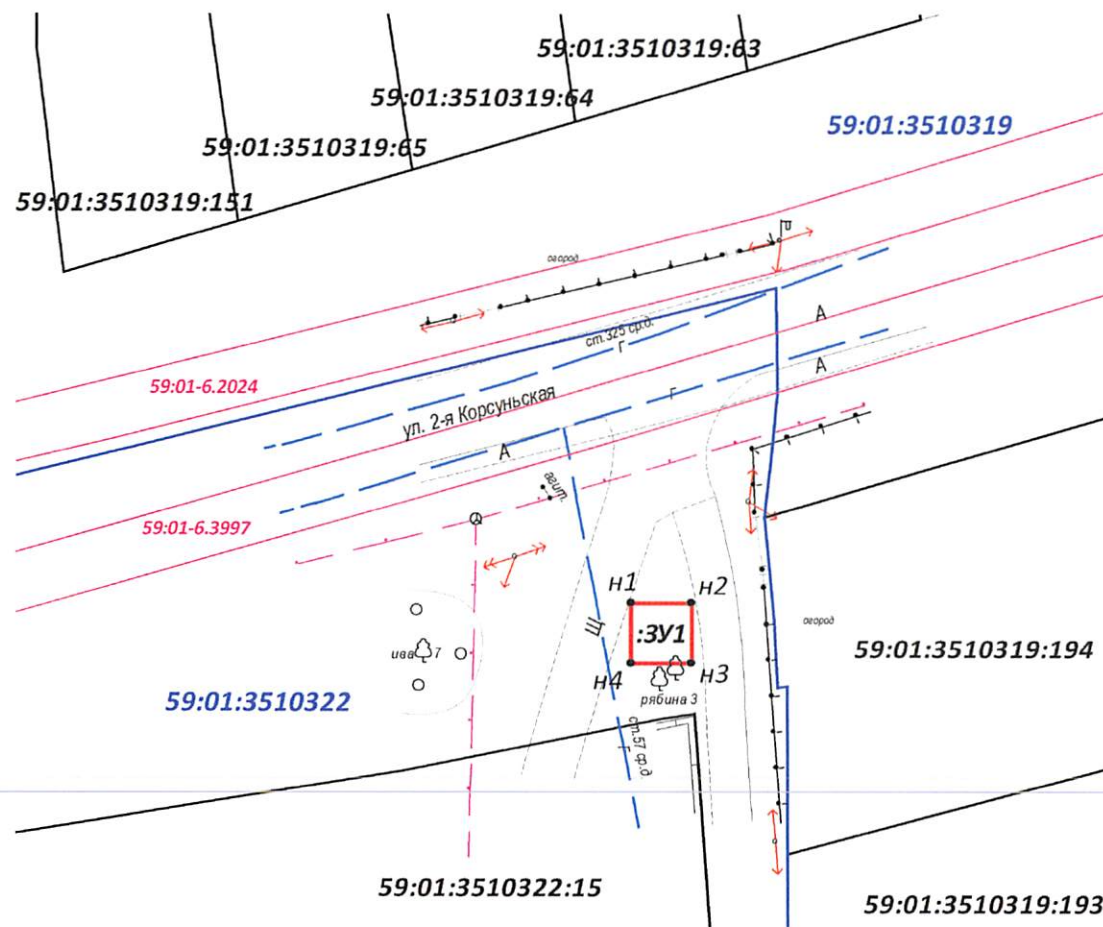 59:01:3510319:63
59:01:3510319:64
59:01:3510319
59:01:3510319:65
59:01:3510319:151
огород
ст.325 ср.д.
Г
А
59:01-6.2024
А
Г
ул. 2-я Корсуньская
А
агит.
59:01-6.3997
н1
н2
Ш
:ЗУ1
огород
ива 7
59:01:3510319:194
н4
н3
59:01:3510322
рябина 3
ст.57 ср.д.
Г
59:01:3510322:15
59:01:3510319:193